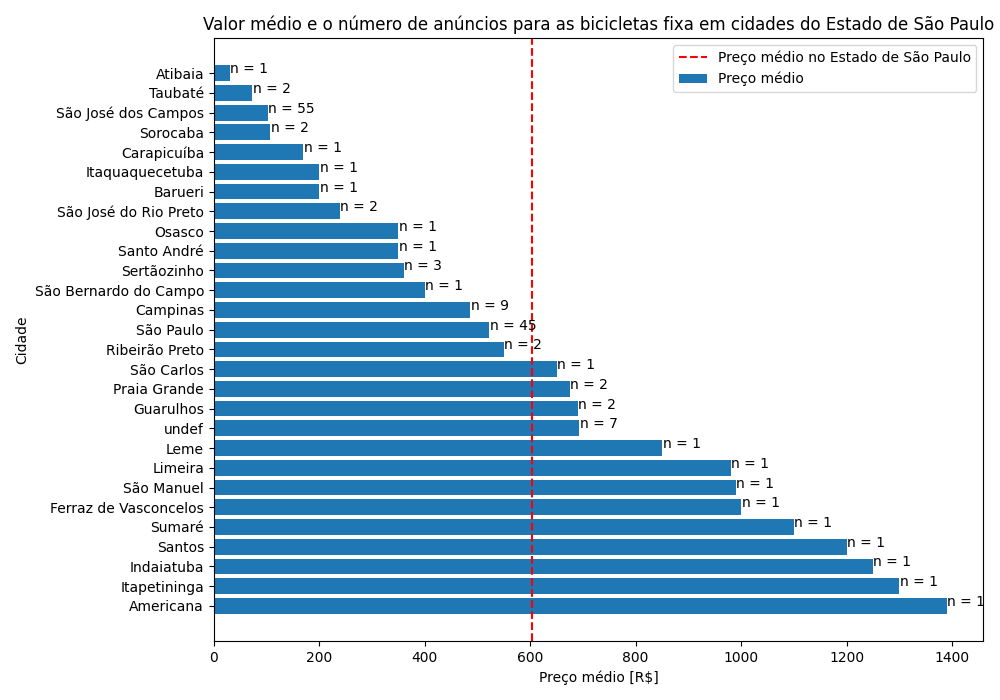 Valor médio e o número de anúncios para as bicicletas fixa em cidades do Estado de São Paulo
Preço médio no Estado de São Paulo
Preço médio
Atibaia n = 1
Taubaté n = 2
São José dos Campos n = 55
Sorocaba n = 2
Carapicuíba n = 1
Itaquaquecetuba n = 1
Barueri n = 1
São José do Rio Preto n = 2
Osasco n = 1
Santo André n = 1
Sertãozinho n = 3
São Bernardo do Campo n = 1
Campinas n = 9
São Paulo n = 45
Ribeirão Preto n = 2
São Carlos n = 1
Praia Grande n = 2
Guarulhos n = 2
undef n = 7
Leme n = 1
Limeira n = 1
São Manuel n = 1
Ferraz de Vasconcelos n = 1
Sumaré n = 1
Santos n = 1
Indaiatuba n = 1
Itapetininga n = 1
Americana n = 1
Cidade
0 200 400 600 800 1000 1200 1400
Preço médio [R$]